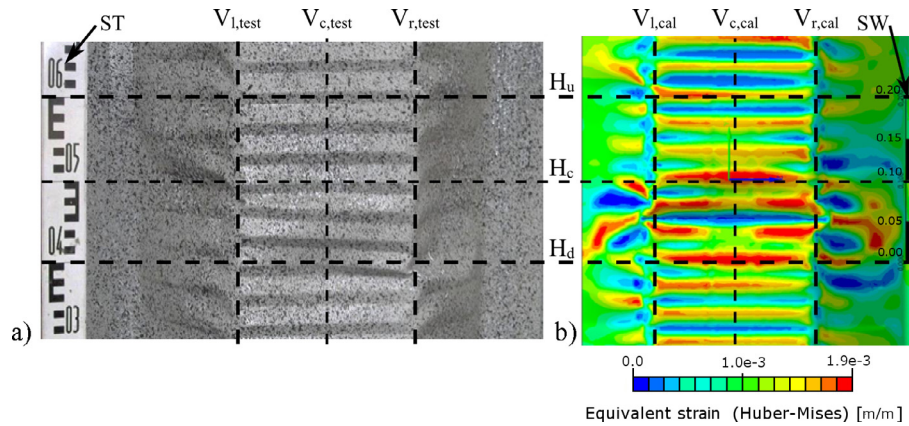 ST V_l,test V_c,test V_r,test V_l,cal V_c,cal V_r,cal SW
06
H_u 0.20
0.15
05
H_c 0.10
0.05
04
H_d 0.00
03
a) b)
0.0 1.0e-3 1.9e-3
Equivalent strain (Huber-Mises) [m/m]